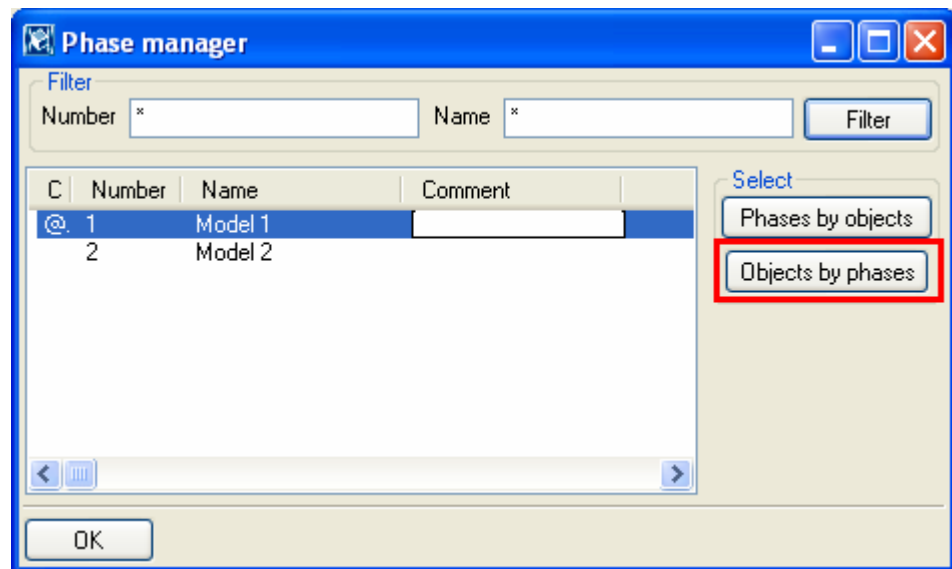 Phase manager
Filter
Number * Name * Filter
C Number Name Comment
@. 1 Model 1
2 Model 2
Select
Phases by objects
Objects by phases
OK